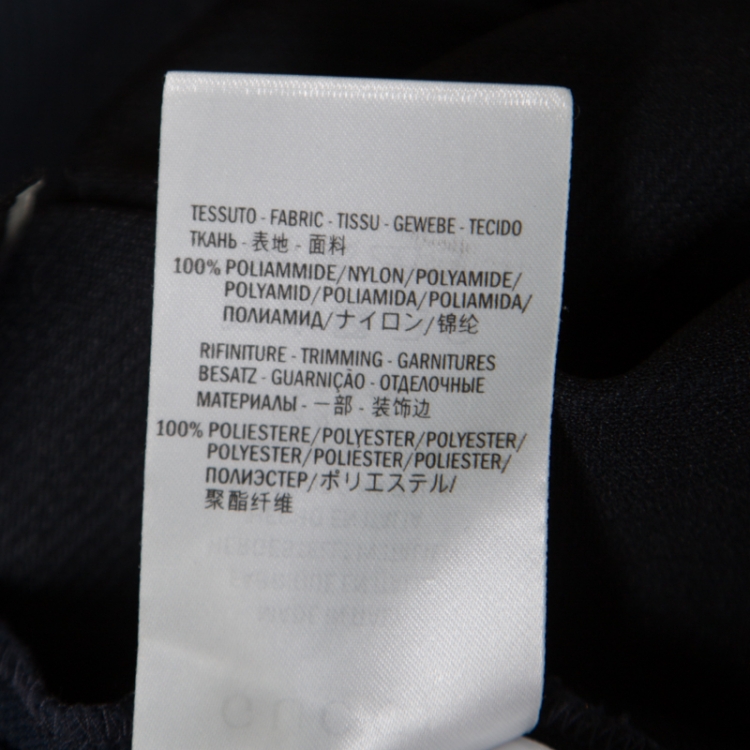 TESSUTO - FABRIC - TISSU - GEWEBE - TECIDO
ТКАНЬ - 表地 - 面料
100% POLIAMMIDE/NYLON/POLYAMIDE/
POLYAMID/POLIAMIDA/POLIAMIDA/
ПОЛИАМИД/ナイロン/锦纶
RIFINITURE - TRIMMING - GARNITURES
BESATZ - GUARNIÇÃO - ОТДЕЛОЧНЫЕ
МАТЕРИАЛЫ - 一部 - 装饰边
100% POLIESTERE/POLYESTER/POLYESTER/
POLYESTER/POLIESTER/POLIESTER/
ПОЛИЭСТЕР/ポリエステル/
聚酯纤维